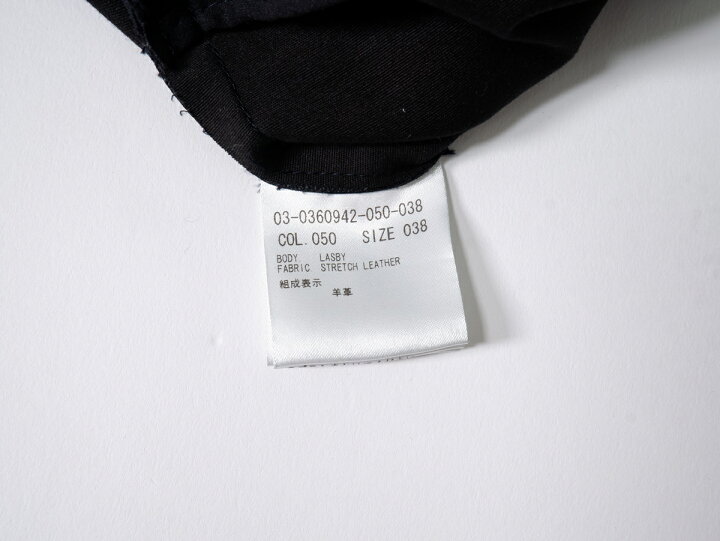 03-0360942-050-038
COL. 050 SIZE 038
BODY LASBY
FABRIC STRETCH LEATHER
組成表示
羊革